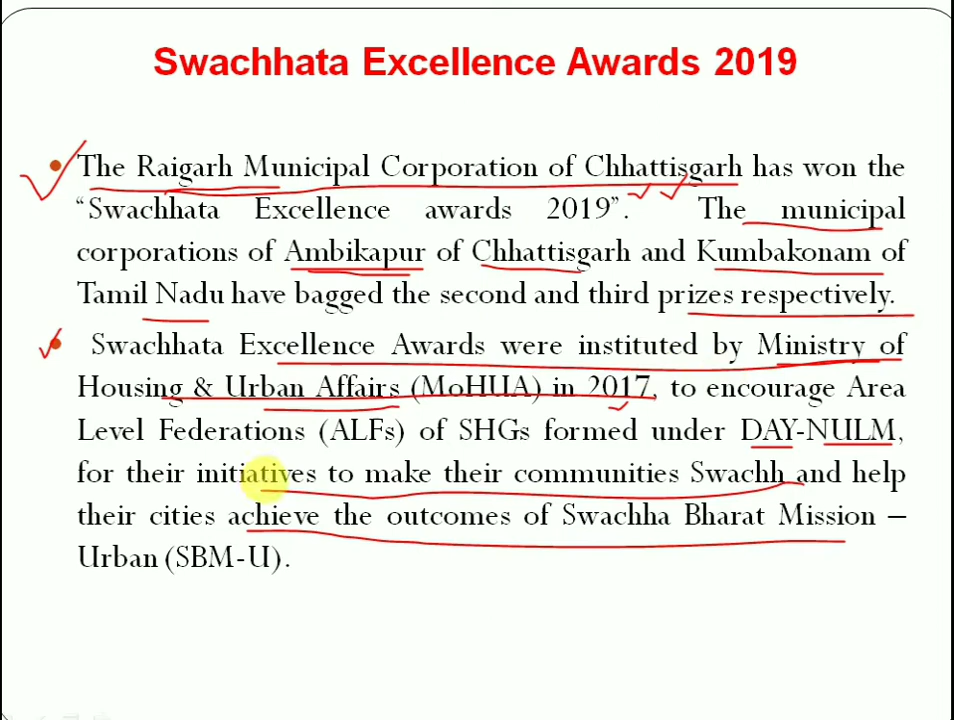 Swachhata Excellence Awards 2019
• The Raigarh Municipal Corporation of Chhattisgarh has won the
“Swachhata Excellence awards 2019”. The municipal
corporations of Ambikapur of Chhattisgarh and Kumbakonam of
Tamil Nadu have bagged the second and third prizes respectively.
• Swachhata Excellence Awards were instituted by Ministry of
Housing & Urban Affairs (MoHUA) in 2017, to encourage Area
Level Federations (ALFs) of SHGs formed under DAY-NULM,
for their initiatives to make their communities Swachh and help
their cities achieve the outcomes of Swachha Bharat Mission –
Urban (SBM-U).